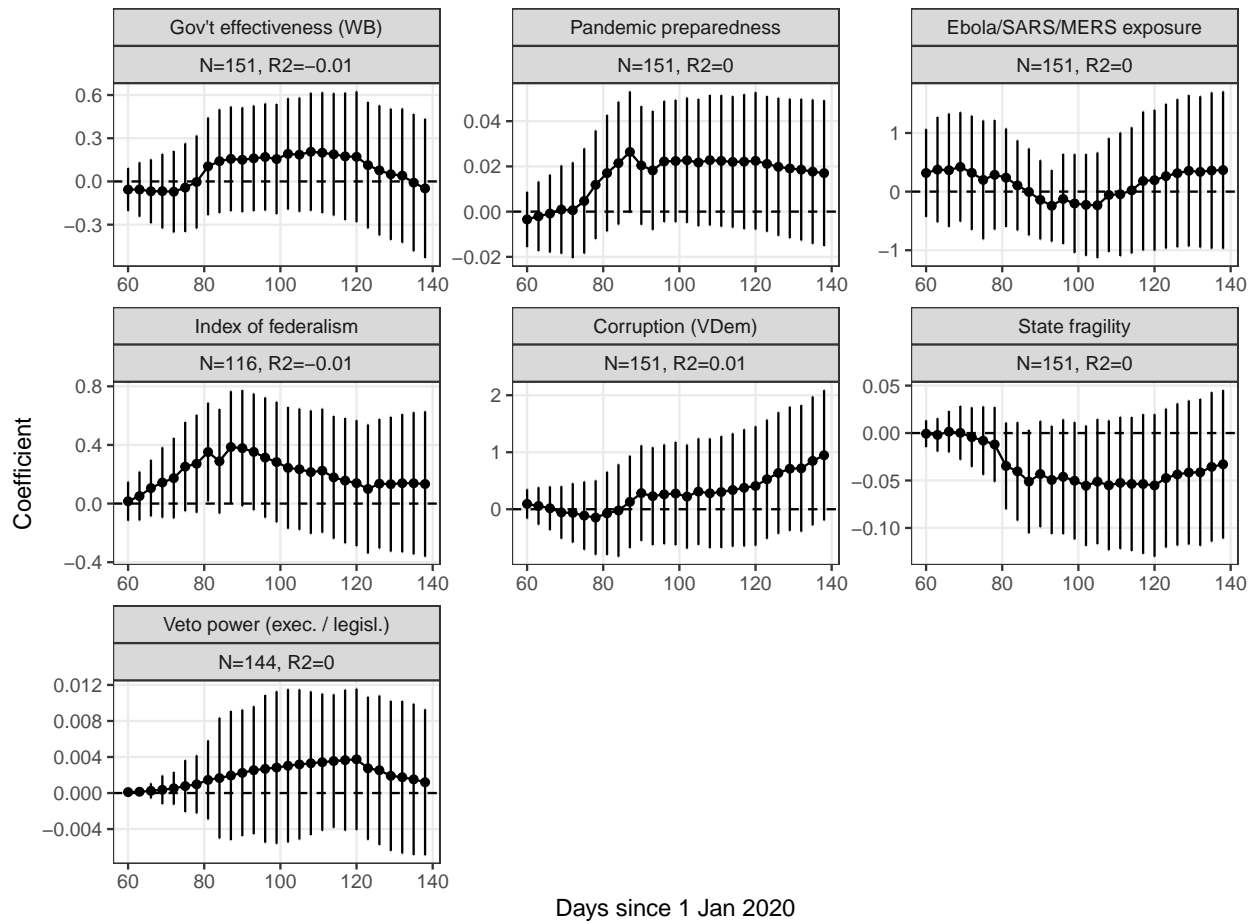 Gov't effectiveness (WB)
Pandemic preparedness
Ebola/SARS/MERS exposure
N=151, R2=−0.01
N=151, R2=0
N=151, R2=0
0.6
0.3
0.0
−0.3
0.04
0.02
0.00
−0.02
1
0
−1
60 80 100 120 140
60 80 100 120 140
60 80 100 120 140
Index of federalism
Corruption (VDem)
State fragility
N=116, R2=−0.01
N=151, R2=0.01
N=151, R2=0
0.8
0.4
0.0
−0.4
2
1
0
0.05
0.00
−0.05
−0.10
60 80 100 120 140
60 80 100 120 140
60 80 100 120 140
Veto power (exec. / legisl.)
N=144, R2=0
0.012
0.008
0.004
0.000
−0.004
60 80 100 120 140
Coefficient
Days since 1 Jan 2020